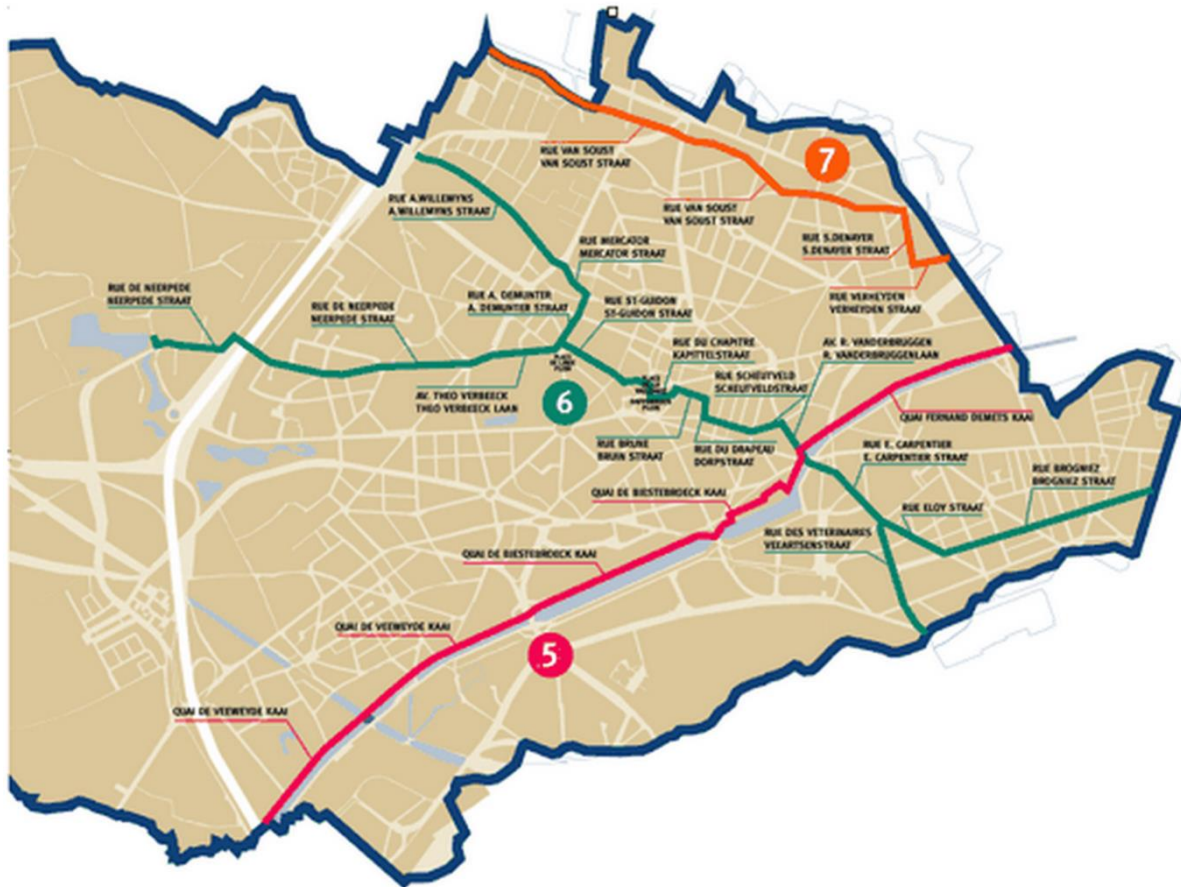 RUE VAN SOUST
VAN SOUST STRAAT
7
RUE A.WILLEMYNS
A.WILLEMYNS STRAAT
RUE VAN SOUST
VAN SOUST STRAAT
RUE MERCATOR
MERCATOR STRAAT
RUE S.DENAYER
S.DENAYER STRAAT
RUE DE NEERPEDE
NEERPEDE STRAAT
RUE A. DEMUNTER
A. DEMUNTER STRAAT
RUE ST-GUIDON
ST-GUIDON STRAAT
RUE VERHEYDEN
VERHEYDEN STRAAT
RUE DE NEERPEDE
NEERPEDE STRAAT
RUE DU CHAPITRE
KAPITTELSTRAAT
AV. R. VANDERBRUGGEN
R. VANDERBRUGGENLAAN
PLACE
PLEIN
RUE SCHEUTVELD
SCHEUTVELDSTRAAT
AV. THEO VERBEECK
THEO VERBEECK LAAN
6
PLACE
PLEIN
QUAI FERNAND DEMETS KAAI
RUE BRUNE
BRUIN STRAAT
RUE DU DRAPEAU
DORPSTRAAT
RUE E. CARPENTIER
E. CARPENTIER STRAAT
RUE BROGNIEZ
BROGNIEZ STRAAT
QUAI DE BIESTEBROECK KAAI
RUE ELOY STRAAT
RUE DES VETERINAIRES
VEEARTSENSTRAAT
QUAI DE BIESTEBROECK KAAI
QUAI DE VEEWEYDE KAAI
5
QUAI DE VEEWEYDE KAAI